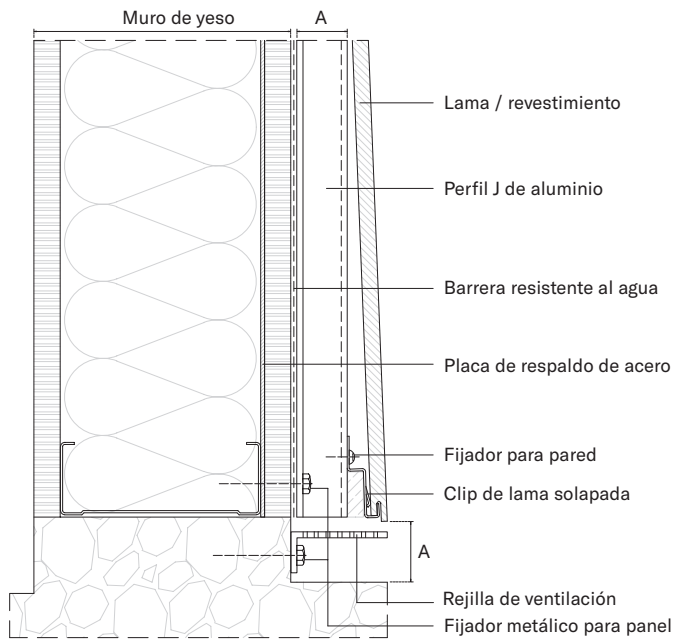 Muro de yeso
A
Lama / revestimiento
Perfil J de aluminio
Barrera resistente al agua
Placa de respaldo de acero
Fijador para pared
Clip de lama solapada
A
Rejilla de ventilación
Fijador metálico para panel